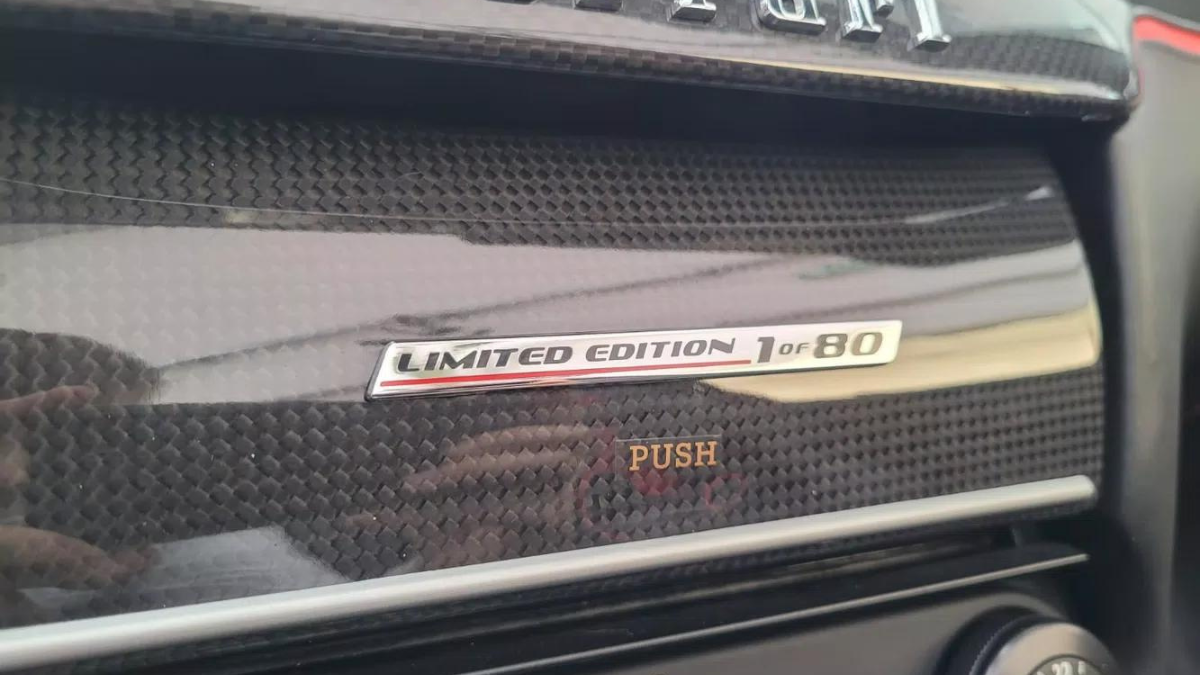 LIMITED EDITION 1 OF 80
PUSH